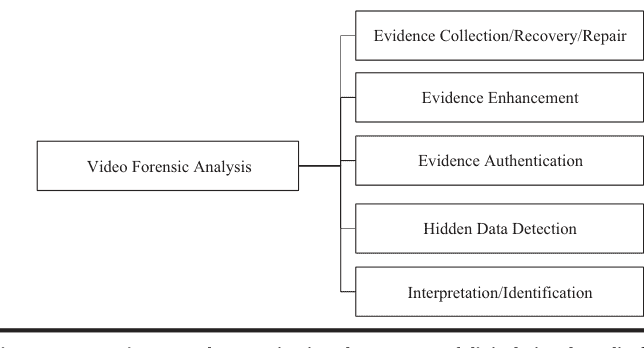 Evidence Collection/Recovery/Repair
Evidence Enhancement
Evidence Authentication
Video Forensic Analysis
Hidden Data Detection
Interpretation/Identification